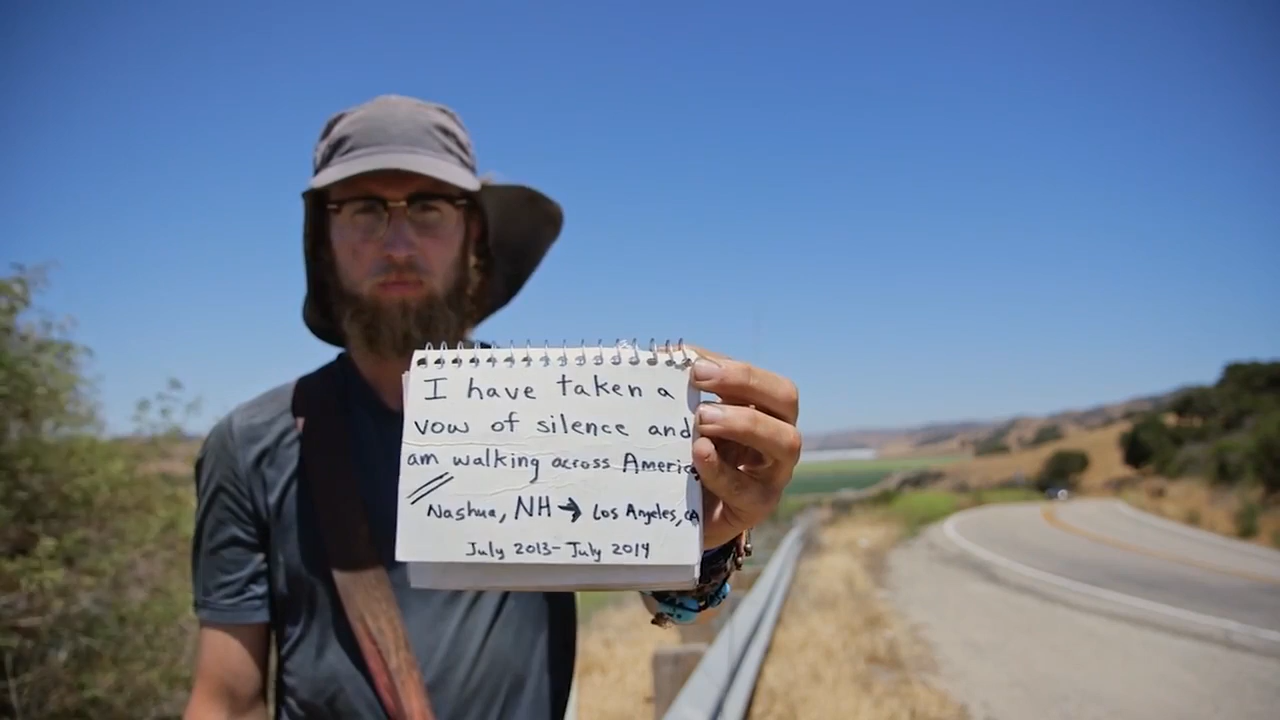 I have taken a
vow of silence and
am walking across America
Nashua, NH → Los Angeles, CA
July 2013-July 2014